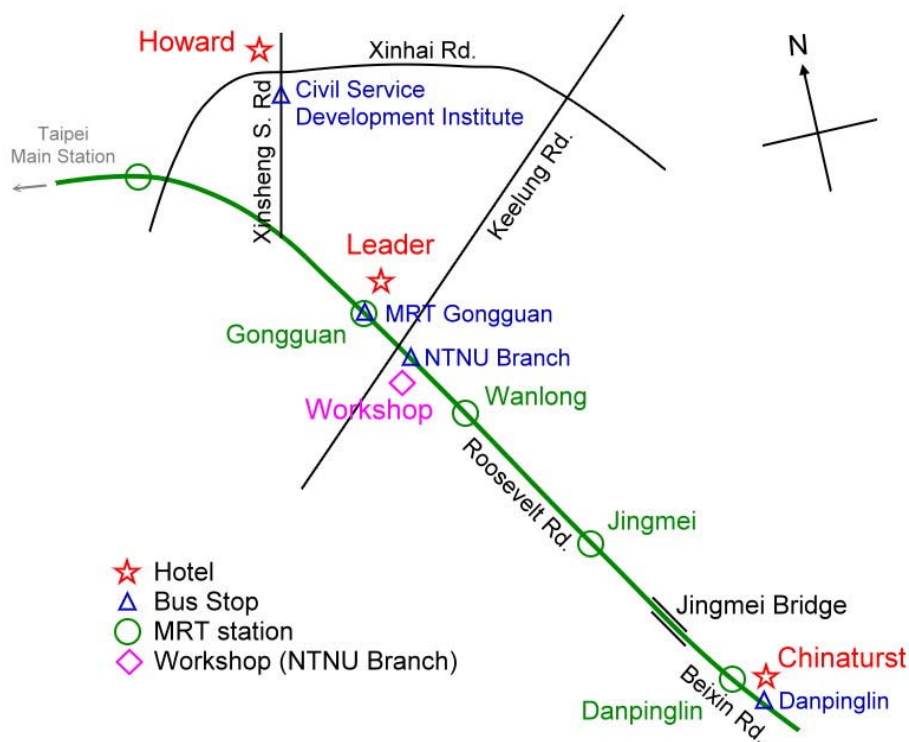 Howard
Xinhai Rd.
N
Civil Service
Development Institute
Xinsheng S. Rd
Taipei
Main Station
Keelung Rd.
Leader
MRT Gongguan
Gongguan
NTNU Branch
Workshop
Wanlong
Roosevelt Rd.
Jingmei
Hotel
Bus Stop
MRT station
Workshop (NTNU Branch)
Jingmei Bridge
Chinaturst
Danpinglin
Beixin Rd.
Danpinglin